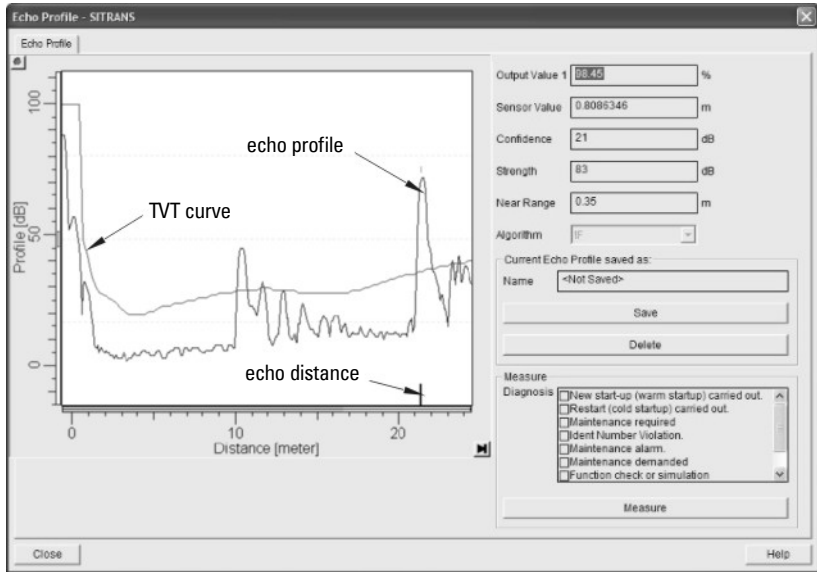 Echo Profile - SITRANS
Echo Profile
100
50
0
Profile [dB]
echo profile
TVT curve
echo distance
0 10 20
Distance [meter]
Output Value 1 98.45 %
Sensor Value 0.8086346 m
Confidence 21 dB
Strength 83 dB
Near Range 0.35 m
Algorithm TF
Current Echo Profile saved as:
Name <Not Saved>
Save
Delete
Measure
Diagnosis
New start-up (warm startup) carried out.
Restart (cold startup) carried out.
Maintenance required
Ident Number Violation.
Maintenance alarm.
Maintenance demanded
Function check or simulation
Measure
Close
Help